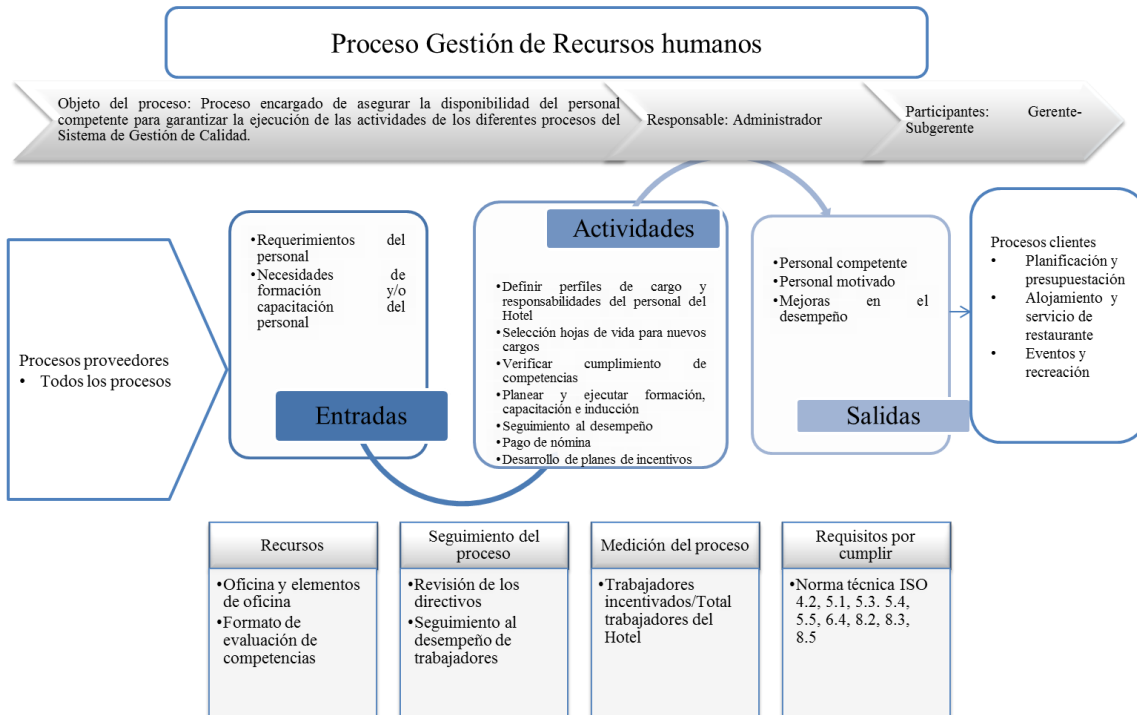 Proceso Gestión de Recursos humanos
Objeto del proceso: Proceso encargado de asegurar la disponibilidad del personal
competente para garantizar la ejecución de las actividades de los diferentes procesos del
Sistema de Gestión de Calidad.
Responsable: Administrador
Participantes: Gerente-
Subgerente
Procesos proveedores
• Todos los procesos
•Requerimientos del
personal
•Necesidades de
formación y/o
capacitación del
personal
Entradas
Actividades
•Definir perfiles de cargo y
responsabilidades del personal del
Hotel
•Selección hojas de vida para nuevos
cargos
•Verificar cumplimiento de
competencias
•Planear y ejecutar formación,
capacitación e inducción
•Seguimiento al desempeño
•Pago de nómina
•Desarrollo de planes de incentivos
•Personal competente
•Personal motivado
•Mejoras en el
desempeño
Salidas
Procesos clientes
• Planificación y
presupuestación
• Alojamiento y
servicio de
restaurante
• Eventos y
recreación
Recursos
•Oficina y elementos
de oficina
•Formato de
evaluación de
competencias
Seguimiento del
proceso
•Revisión de los
directivos
•Seguimiento al
desempeño de
trabajadores
Medición del proceso
•Trabajadores
incentivados/Total
trabajadores del
Hotel
Requisitos por
cumplir
•Norma técnica ISO
4.2, 5.1, 5.3. 5.4,
5.5, 6.4, 8.2, 8.3,
8.5